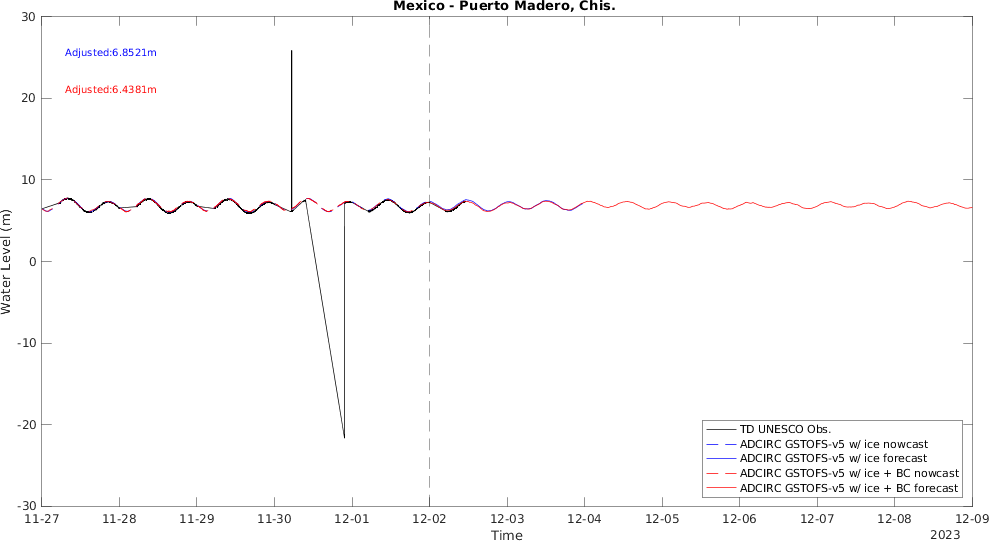 Mexico - Puerto Madero, Chis.
30
20
10
0
-10
-20
-30
Water Level (m)
Adjusted:6.8521m
Adjusted:6.4381m
TD UNESCO Obs.
ADCIRC GSTOFS-v5 w/ ice nowcast
ADCIRC GSTOFS-v5 w/ ice forecast
ADCIRC GSTOFS-v5 w/ ice + BC nowcast
ADCIRC GSTOFS-v5 w/ ice + BC forecast
11-27 11-28 11-29 11-30 12-01 12-02 12-03 12-04 12-05 12-06 12-07 12-08 12-09
Time
2023